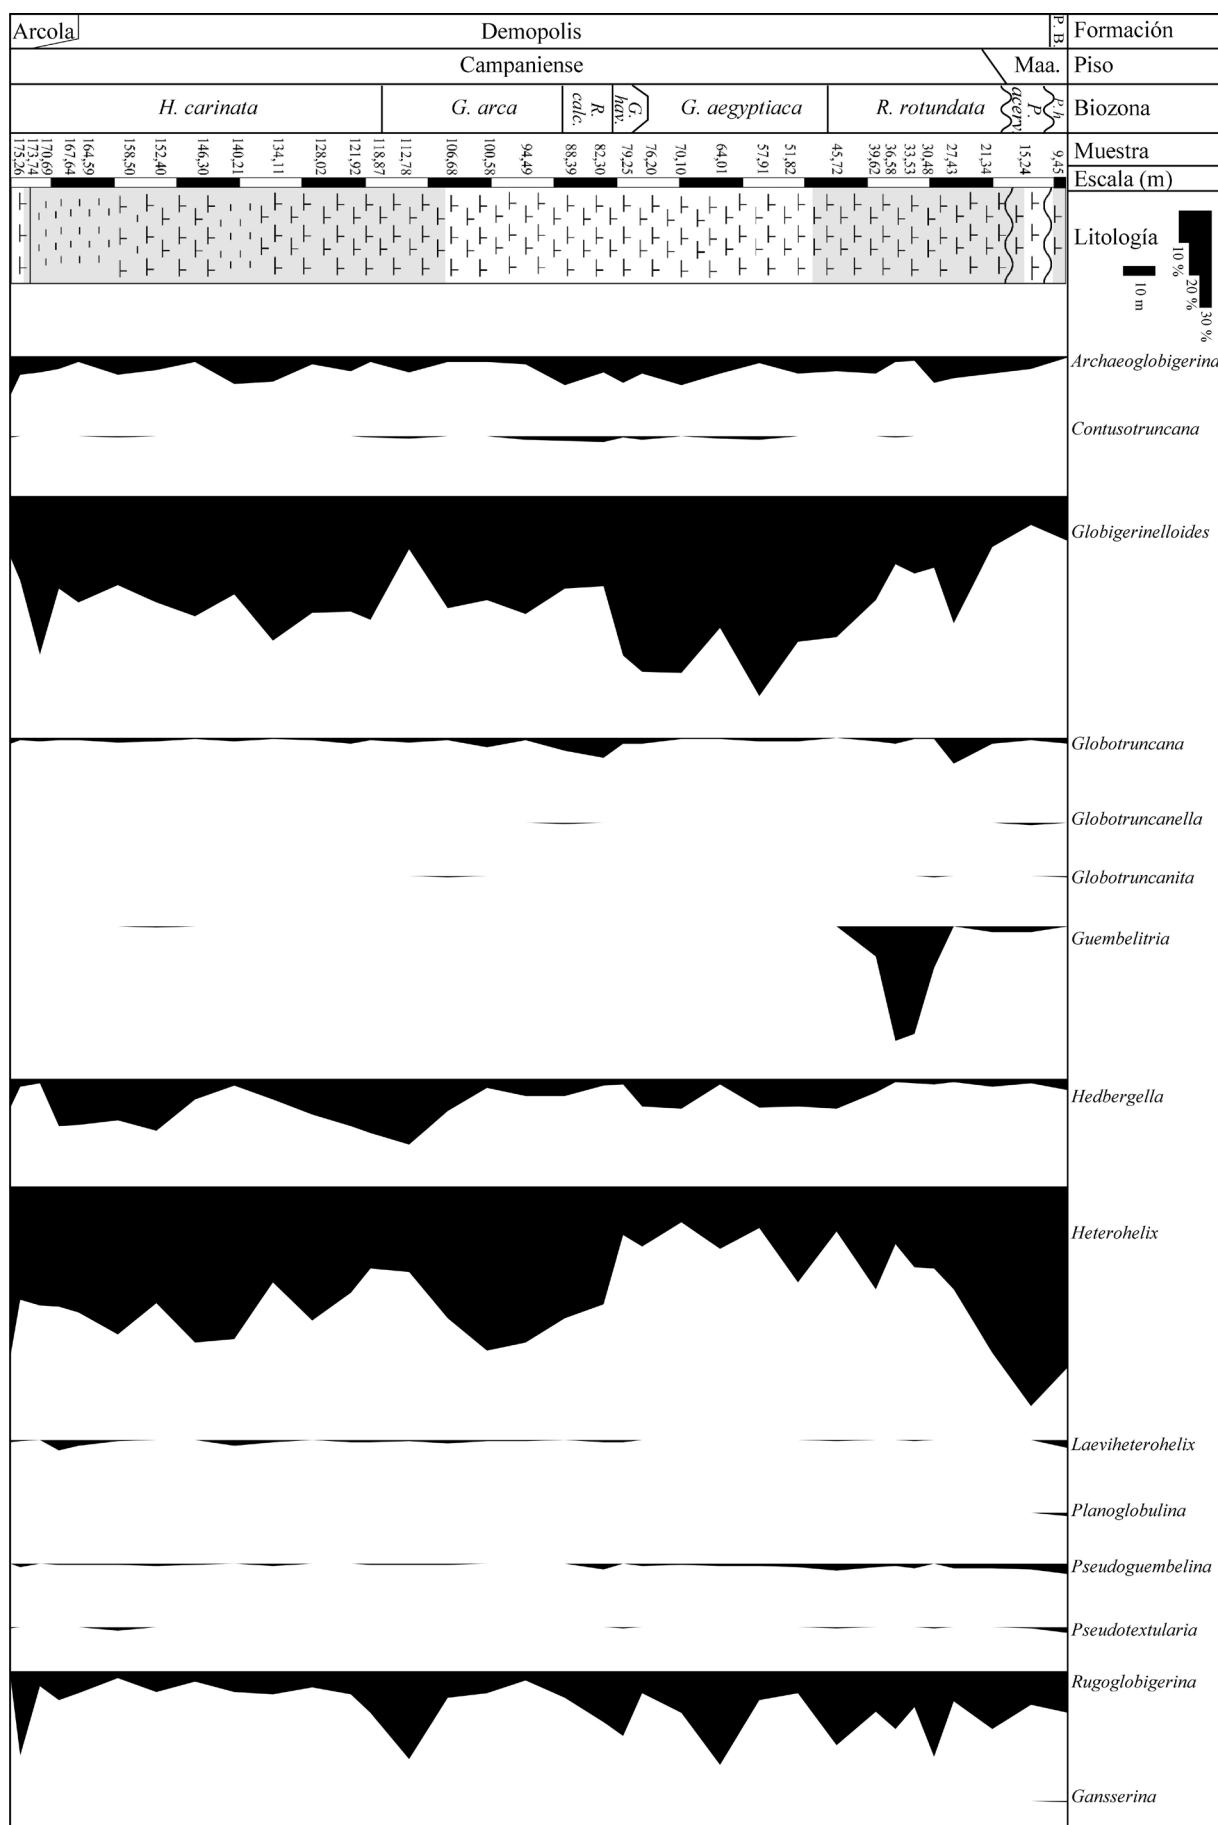 Arcola Demopolis P. B. Formación
Campaniense Maa. Piso
H. carinata G. arca R. calc. G. hav. G. aegyptiaca R. rotundata P. acerv. P. h. Biozona
175,26 173,74 170,69 167,64 164,59 158,50 152,40 146,30 140,21 134,11 128,02 121,92 118,87 112,78 106,68 100,58 94,49 88,39 82,30 79,25 76,20 70,10 64,01 57,91 51,82 45,72 39,62 36,58 33,53 30,48 27,43 21,34 15,24 9,45 Muestra
Escala (m)
Litología
10 % 20 % 30 %
10 m
Archaeoglobigerina
Contusotruncana
Globigerinelloides
Globotruncana
Globotruncanella
Globotruncanita
Guembelitria
Hedbergella
Heterohelix
Laeviheterohelix
Planoglobulina
Pseudoguembelina
Pseudotextularia
Rugoglobigerina
Gansserina